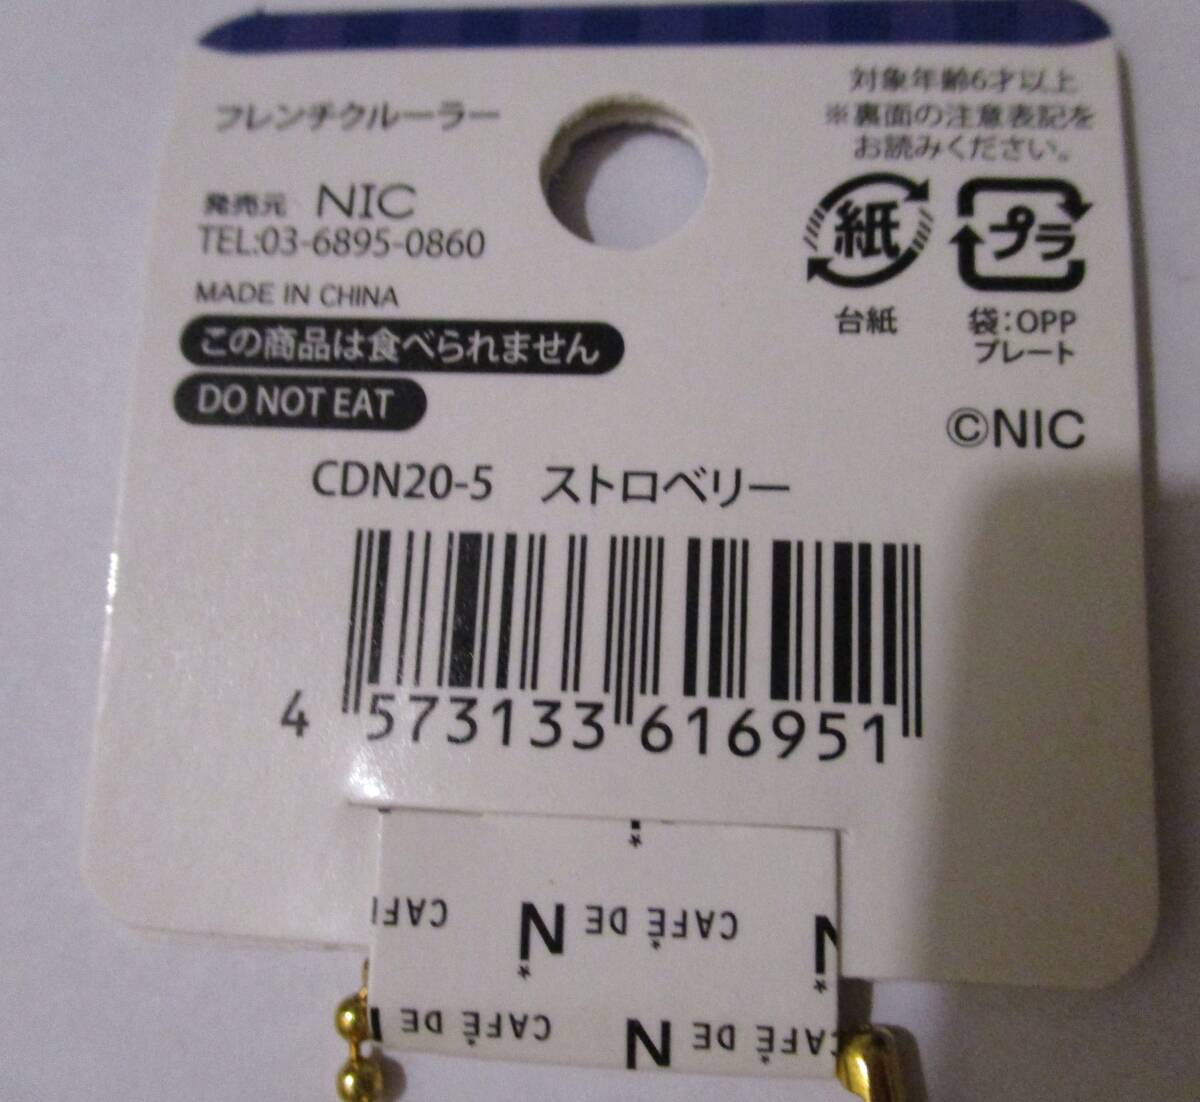 フレンチクルーラー
発売元 NIC
TEL:03-6895-0860
MADE IN CHINA
この商品は食べられません
DO NOT EAT
対象年齢6才以上
※裏面の注意表記を
お読みください。
紙
台紙
プラ
袋:OPP
プレート
©NIC
CDN20-5 ストロベリー
4 573133 616951
CAFÉ DE N
CAFÉ DE N
CAFÉ DE